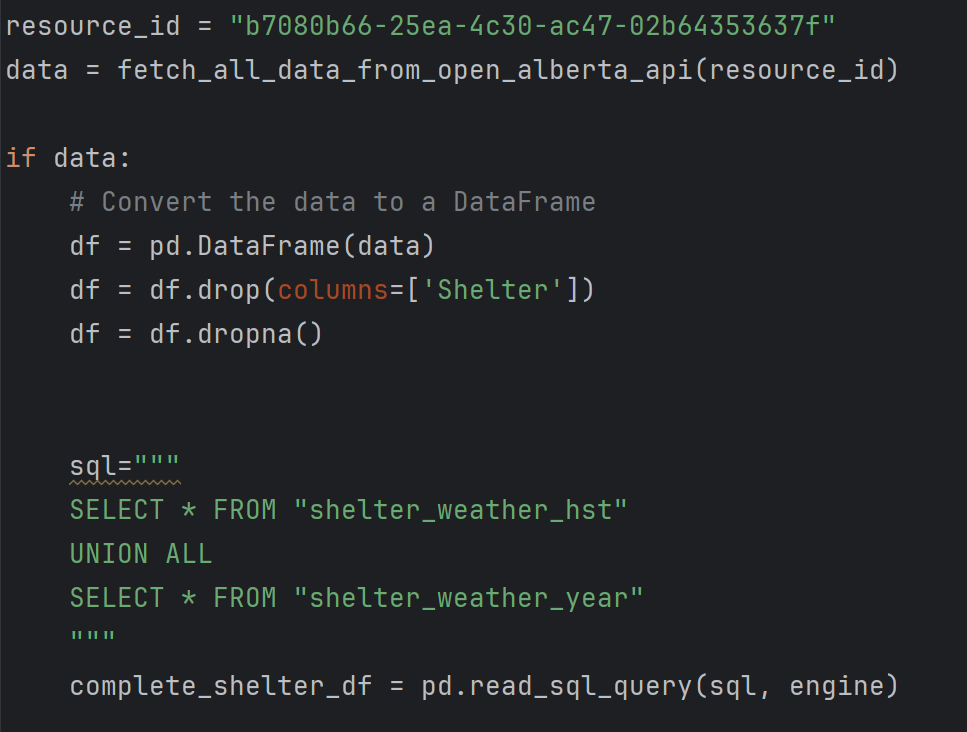 resource_id = "b7080b66-25ea-4c30-ac47-02b64353637f"
data = fetch_all_data_from_open_alberta_api(resource_id)
if data:
    # Convert the data to a DataFrame
    df = pd.DataFrame(data)
    df = df.drop(columns=['Shelter'])
    df = df.dropna()
    sql="""
    SELECT * FROM "shelter_weather_hst"
    UNION ALL
    SELECT * FROM "shelter_weather_year"
    """
    complete_shelter_df = pd.read_sql_query(sql, engine)